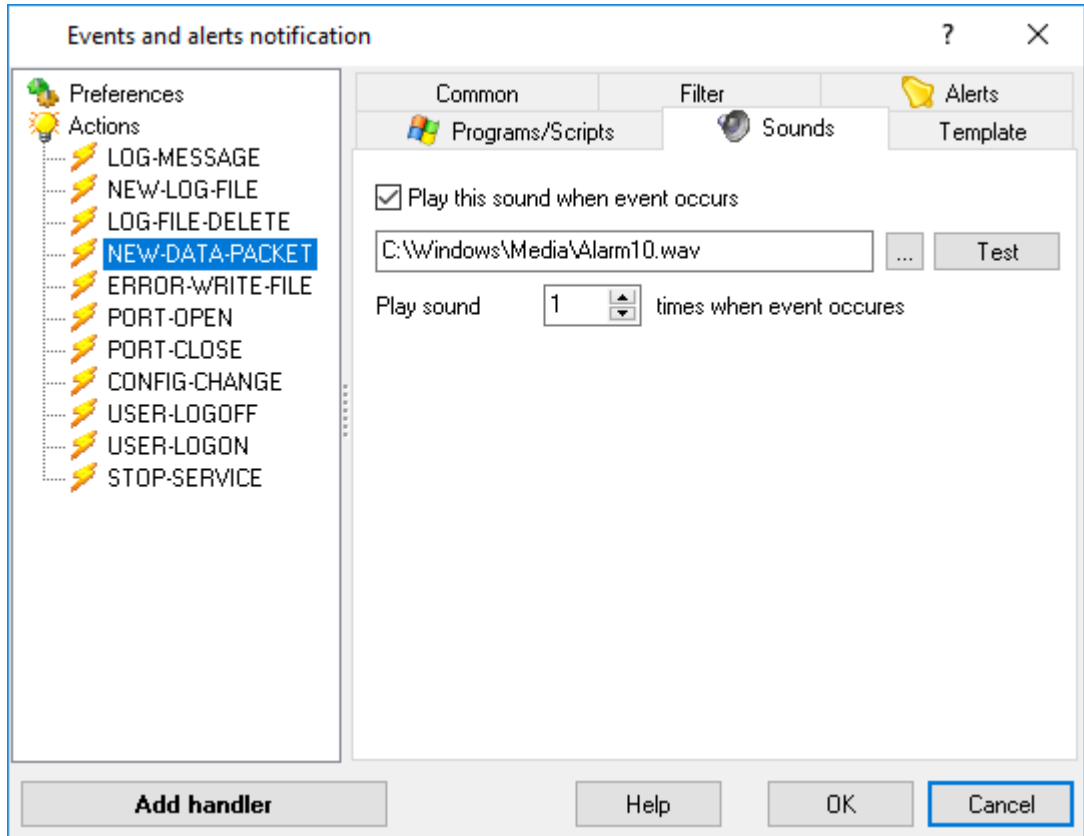 Events and alerts notification
?
Preferences
Actions
LOG-MESSAGE
NEW-LOG-FILE
LOG-FILE-DELETE
NEW-DATA-PACKET
ERROR-WRITE-FILE
PORT-OPEN
PORT-CLOSE
CONFIG-CHANGE
USER-LOGOFF
USER-LOGON
STOP-SERVICE
Common Filter Alerts
Programs/Scripts Sounds Template
Play this sound when event occurs
C:\Windows\Media\Alarm10.wav ... Test
Play sound 1 times when event occures
Add handler Help OK Cancel